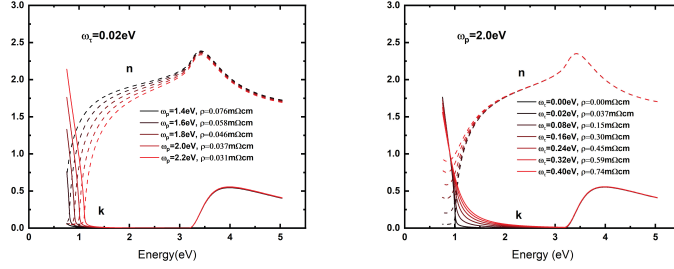 3.0
2.5
2.0
1.5
1.0
0.5
0.0
ωτ=0.02eV
n
ωp=1.4eV, ρ=0.076mΩcm
ωp=1.6eV, ρ=0.058mΩcm
ωp=1.8eV, ρ=0.046mΩcm
ωp=2.0eV, ρ=0.037mΩcm
ωp=2.2eV, ρ=0.031mΩcm
k
0 1 2 3 4 5
Energy(eV)
3.0
2.5
2.0
1.5
1.0
0.5
0.0
ωp=2.0eV
n
ωτ=0.00eV, ρ=0.00mΩcm
ωτ=0.02eV, ρ=0.037mΩcm
ωτ=0.08eV, ρ=0.15mΩcm
ωτ=0.16eV, ρ=0.30mΩcm
ωτ=0.24eV, ρ=0.45mΩcm
ωτ=0.32eV, ρ=0.59mΩcm
ωτ=0.40eV, ρ=0.74mΩcm
k
0 1 2 3 4 5
Energy (eV)